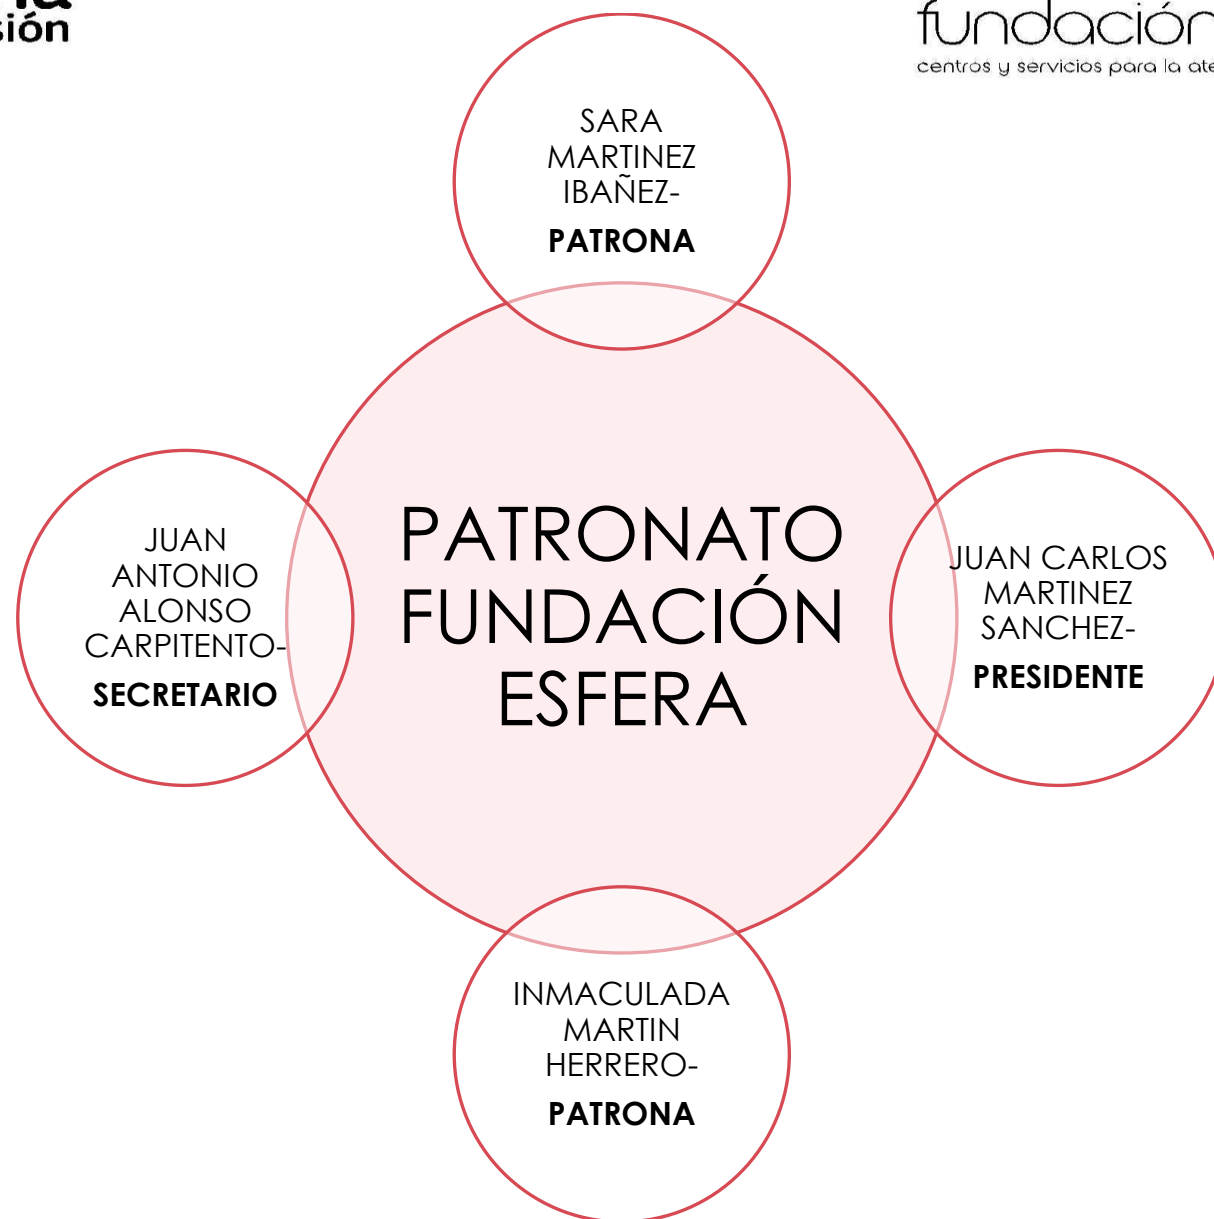 sión
fundación
centros y servicios para la ate
SARA
MARTINEZ
IBAÑEZ-
PATRONA
PATRONATO
FUNDACIÓN
ESFERA
JUAN
ANTONIO
ALONSO
CARPITENTO-
SECRETARIO
JUAN CARLOS
MARTINEZ
SANCHEZ-
PRESIDENTE
INMACULADA
MARTIN
HERRERO-
PATRONA